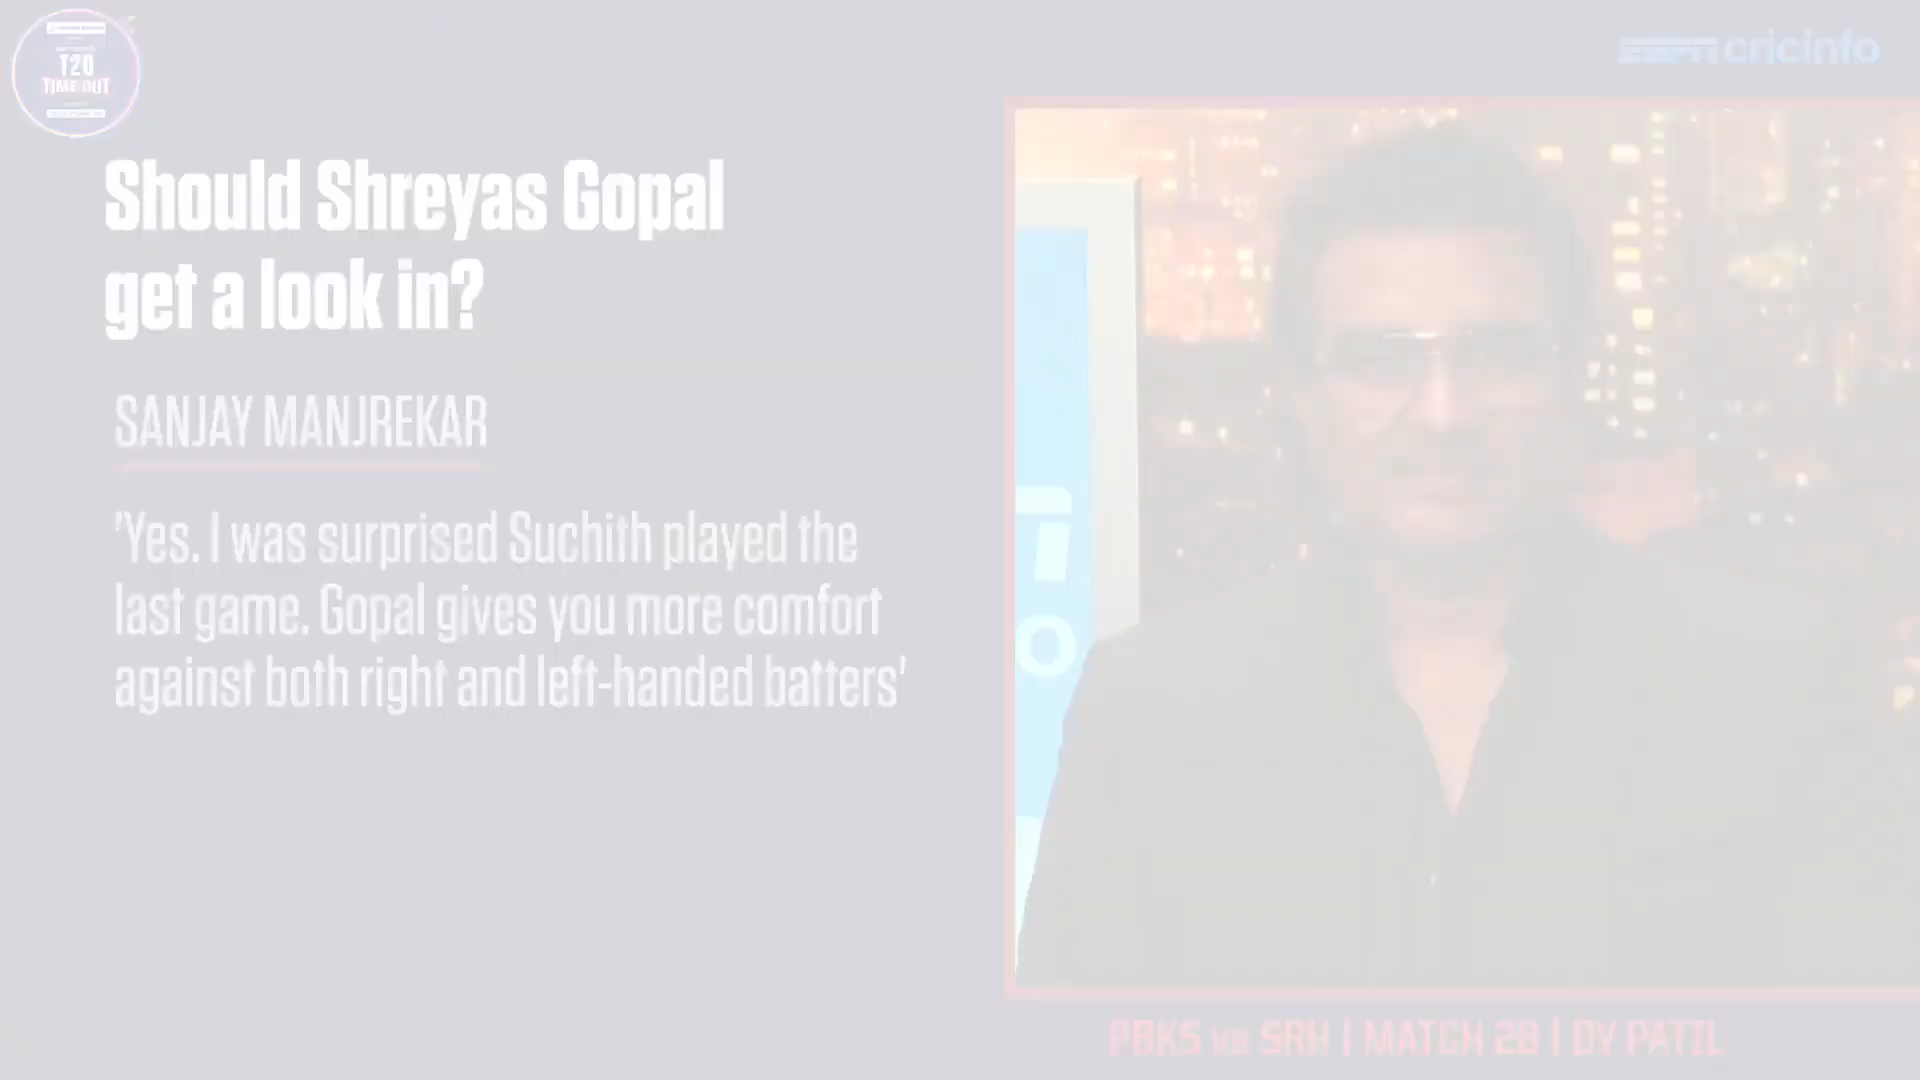 T20
TIME OUT
ESPN cricinfo
Should Shreyas Gopal
get a look in?
SANJAY MANJREKAR
'Yes. I was surprised Suchith played the
last game. Gopal gives you more comfort
against both right and left-handed batters'
PBKS vs SRH | MATCH 28 | DY PATIL